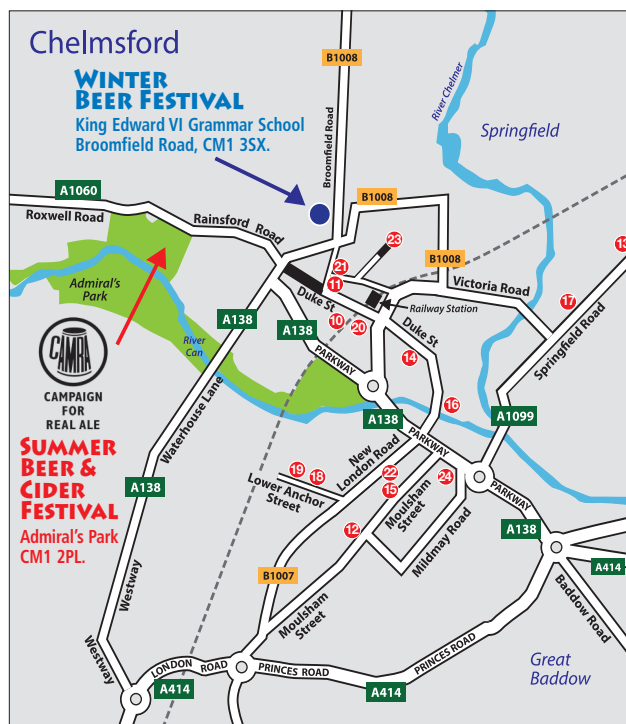 Chelmsford
WINTER
BEER FESTIVAL
King Edward VI Grammar School
Broomfield Road, CM1 3SX.
B1008
Broomfield Road
River Chelmer
Springfield
A1060
Roxwell Road
Rainsford Road
B1008
23
13
21
11
B1008
Victoria Road
17
Admiral's
Park
Duke St
Railway Station
A138
A138
10
20
Duke St
14
Springfield Road
River
Can
PARKWAY
CAMRA
CAMPAIGN
FOR
REAL ALE
Waterhouse Lane
16
A138
A1099
SUMMER
BEER &
CIDER
FESTIVAL
Admiral's Park
CM1 2PL.
New
London Road
PARKWAY
19
18
22
24
15
Lower Anchor
Street
Moulsham
Street
PARKWAY
A138
12
Mildmay Road
A138
B1007
A414
Westway
Moulsham
Street
Baddow Road
Westway
LONDON ROAD
PRINCES ROAD
PRINCES ROAD
Great
Baddow
A414
A414